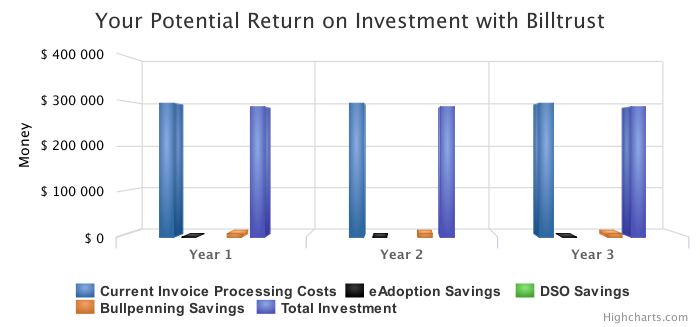 Your Potential Return on Investment with Billtrust
$ 400 000
$ 300 000
$ 200 000
$ 100 000
$ 0
Money
Year 1
Year 2
Year 3
Current Invoice Processing Costs
eAdoption Savings
DSO Savings
Bullpenning Savings
Total Investment
Highcharts.com